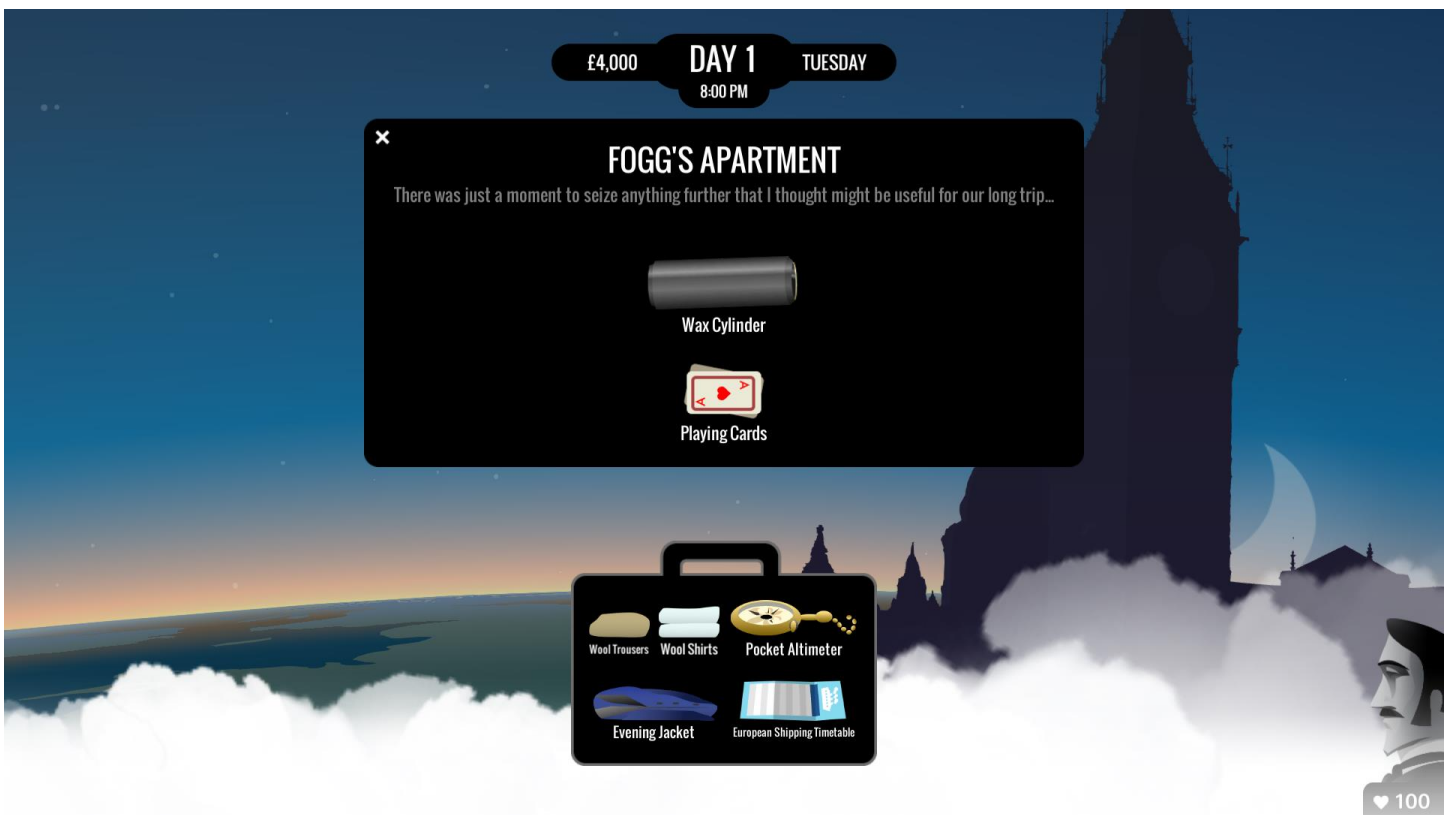 £4,000
DAY 1
TUESDAY
8:00 PM
FOGG'S APARTMENT
There was just a moment to seize anything further that I thought might be useful for our long trip...
Wax Cylinder
A
A
Playing Cards
Wool Trousers
Wool Shirts
Pocket Altimeter
Evening Jacket
European Shipping Timetable
100